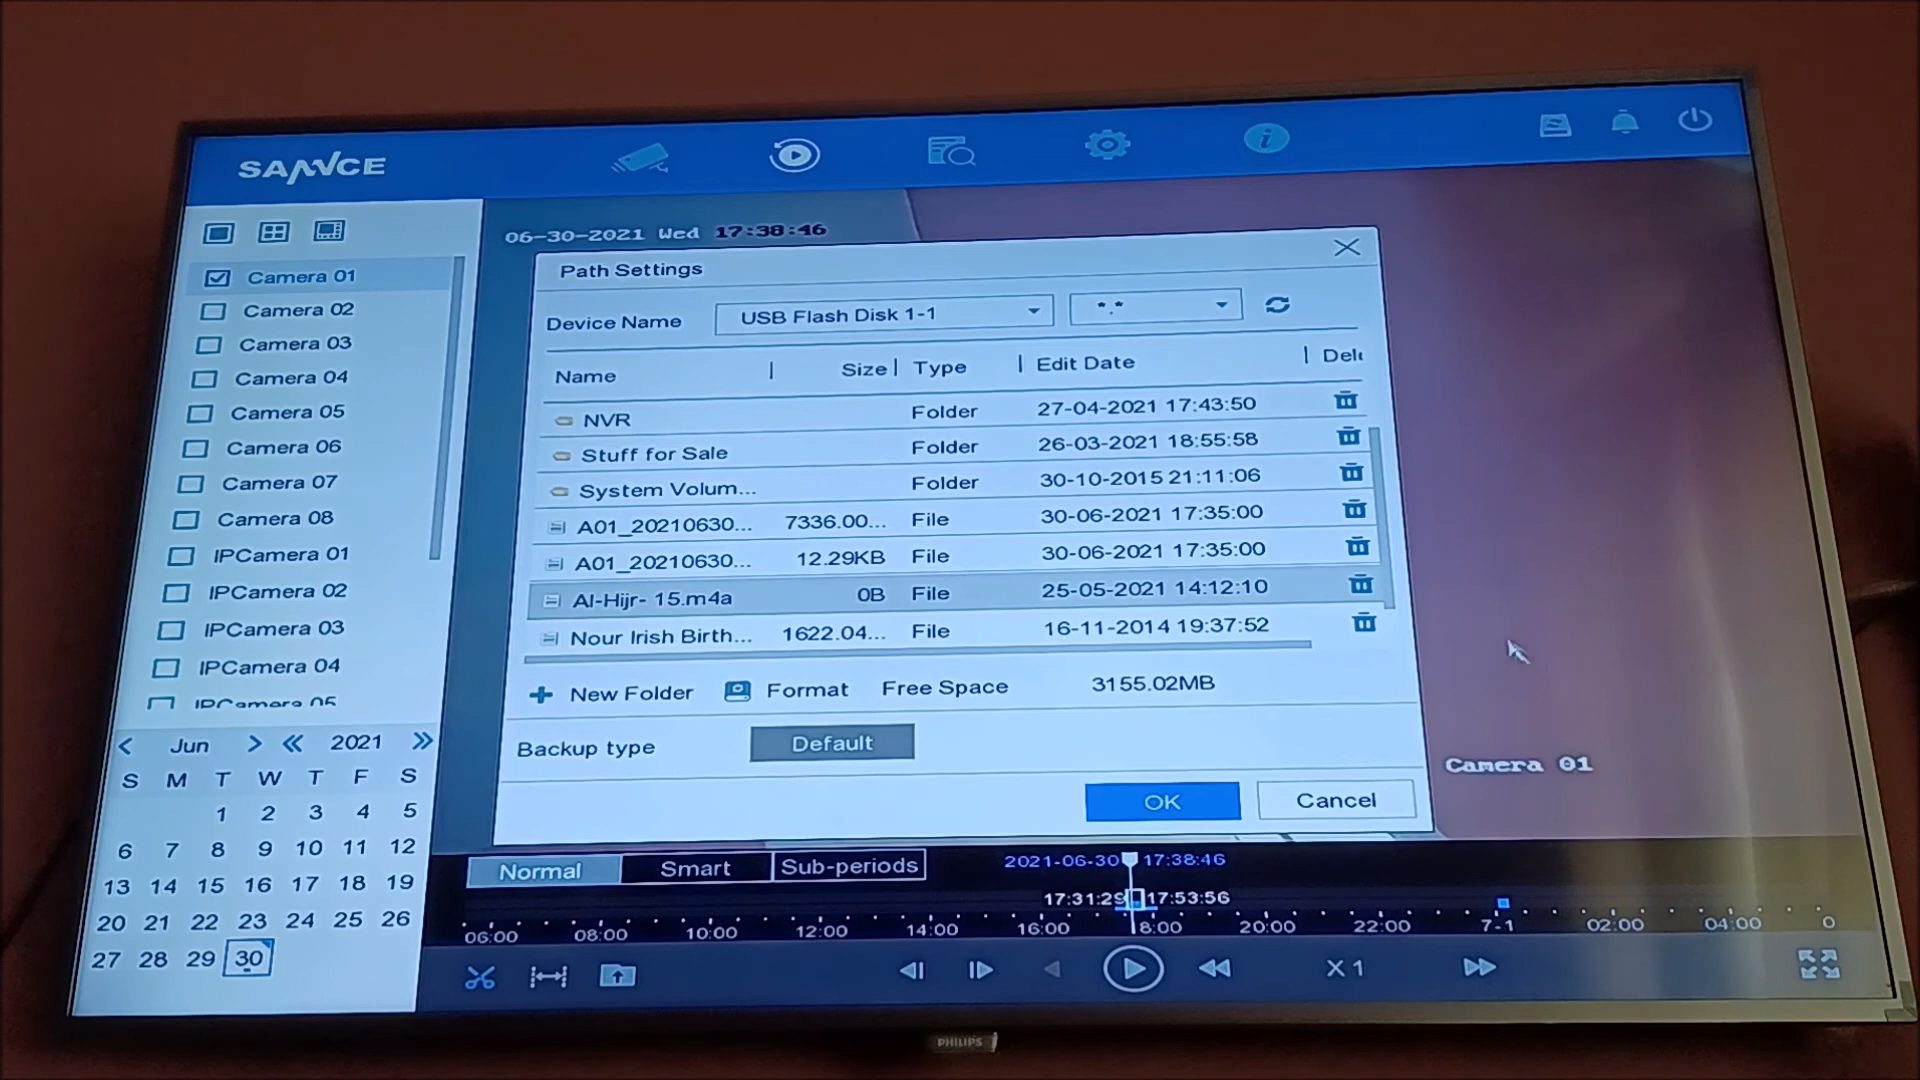 SANNCE
06-30-2021 Wed 17:38:46
Camera 01
Camera 02
Camera 03
Camera 04
Camera 05
Camera 06
Camera 07
Camera 08
IPCamera 01
IPCamera 02
IPCamera 03
IPCamera 04
IPCamera 05
< Jun > « 2021 »
S M T W T F S
1 2 3 4 5
6 7 8 9 10 11 12
13 14 15 16 17 18 19
20 21 22 23 24 25 26
27 28 29 30
Path Settings
Device Name USB Flash Disk 1-1 *.*
Name Size Type Edit Date Dele
NVR Folder 27-04-2021 17:43:50
Stuff for Sale Folder 26-03-2021 18:55:58
System Volum... Folder 30-10-2015 21:11:06
A01_20210630... 7336.00... File 30-06-2021 17:35:00
A01_20210630... 12.29KB File 30-06-2021 17:35:00
Al-Hijr- 15.m4a 0B File 25-05-2021 14:12:10
Nour Irish Birth... 1622.04... File 16-11-2014 19:37:52
New Folder Format Free Space 3155.02MB
Backup type Default
OK Cancel
Camera 01
Normal Smart Sub-periods
2021-06-30 17:38:46
17:31:29 17:53:56
06:00 08:00 10:00 12:00 14:00 16:00 18:00 20:00 22:00 7-1 02:00 04:00 0
X 1
PHILIPS